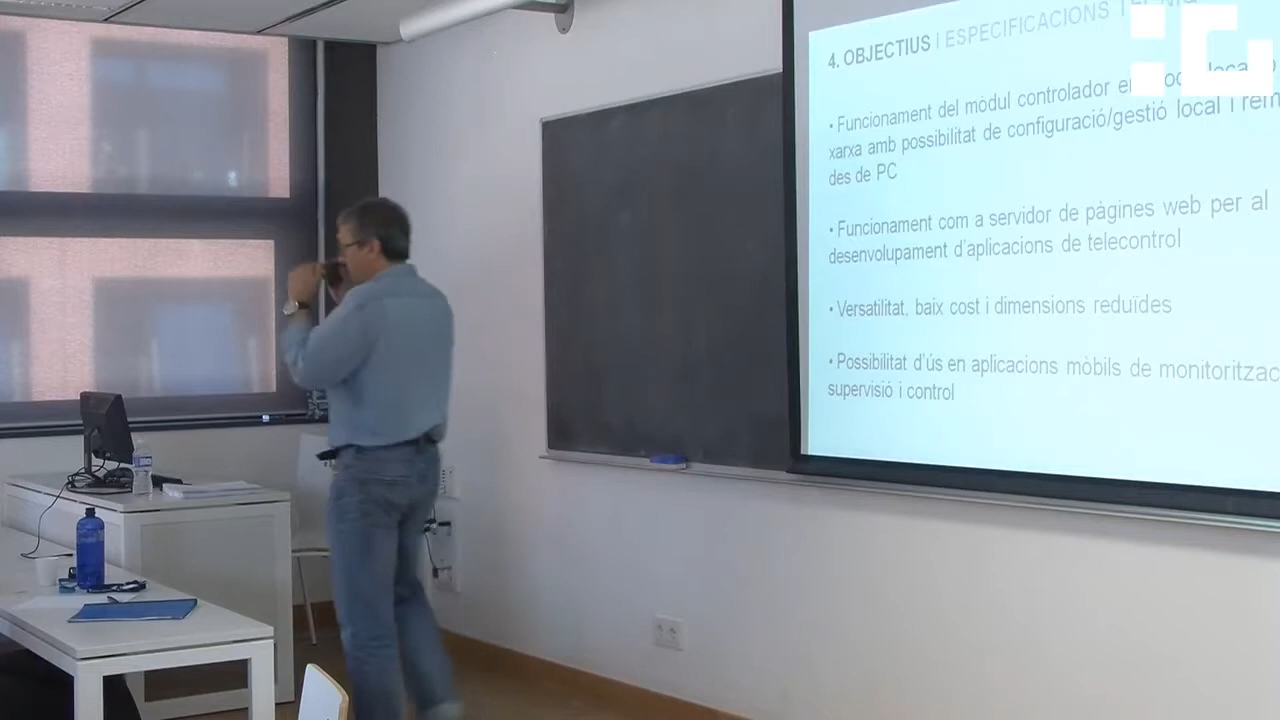 4. OBJECTIUS I ESPECIFICACIONS
• Funcionament del mòdul controlador en
xarxa amb possibilitat de configuració/gestió local i
des de PC
• Funcionament com a servidor de pàgines web per al
desenvolupament d'aplicacions de telecontrol
• Versatilitat, baix cost i dimensions reduïdes
• Possibilitat d'ús en aplicacions mòbils de
supervisió i control